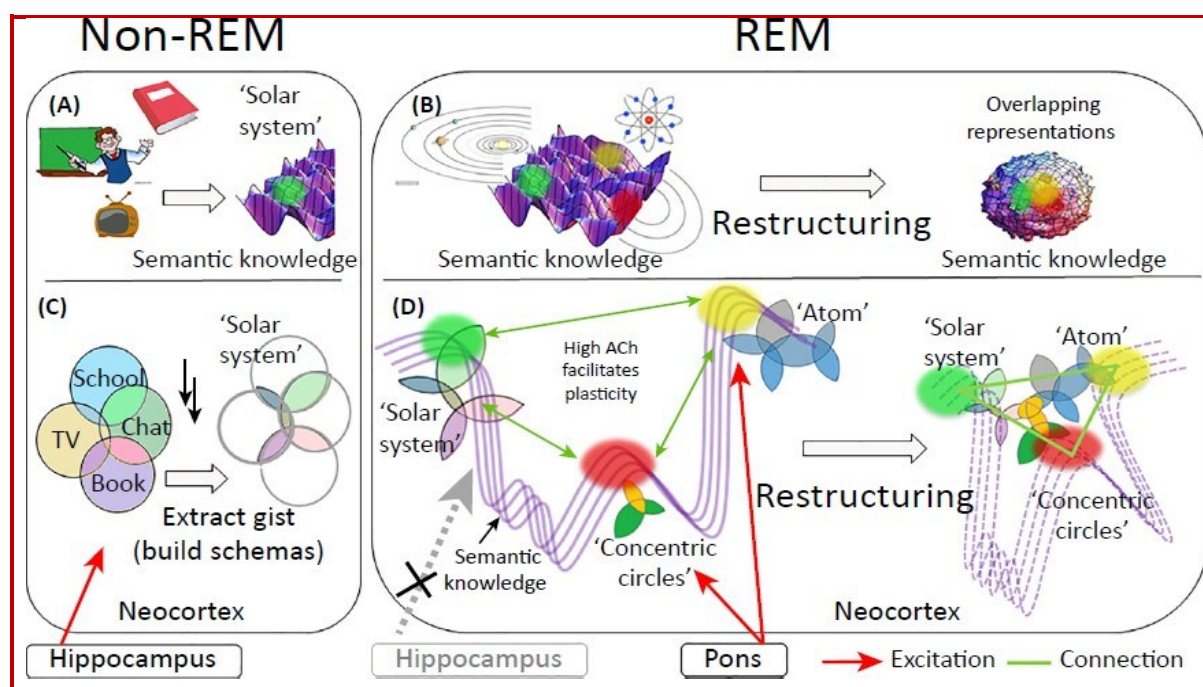 Non-REM
REM
(A)
'Solar
system'
Semantic knowledge
(B)
Restructuring
Overlapping
representations
Semantic knowledge
Semantic knowledge
(C)
School
TV
Chat
Book
'Solar
system'
Extract gist
(build schemas)
Neocortex
Hippocampus
(D)
'Solar
system'
High ACh
facilitates
plasticity
'Atom'
Semantic
knowledge
'Concentric
circles'
Restructuring
'Solar
system'
'Atom'
'Concentric
circles'
Neocortex
Hippocampus
Pons
Excitation
Connection